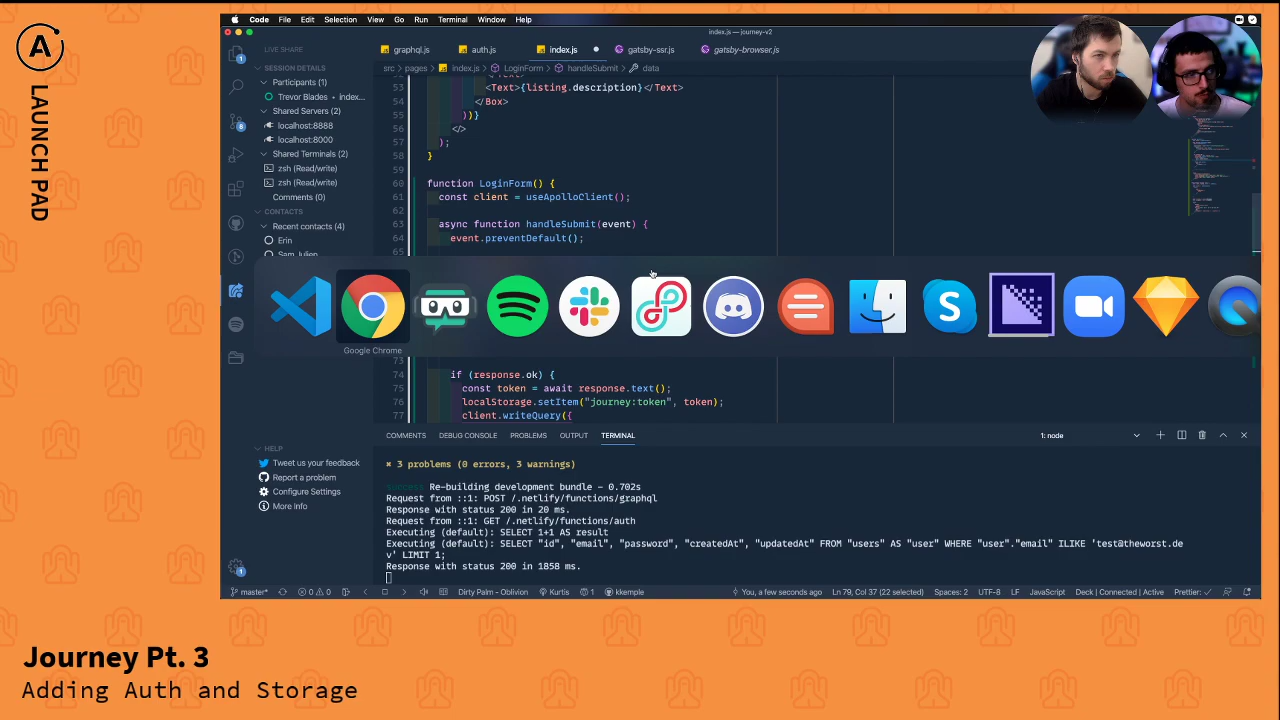 LAUNCH PAD
Code File Edit Selection View Go Run Terminal Window Help
index.js — journey-v2
LIVE SHARE
SESSION DETAILS
Participants (1)
Trevor Blades • index...
Shared Servers (2)
localhost:8888
localhost:8000
Shared Terminals (2)
zsh (Read/write)
zsh (Read/write)
Comments (0)
CONTACTS
Recent contacts (4)
Erin
Sam Julien
HELP
Tweet us your feedback
Report a problem
Configure Settings
More info
graphql.js auth.js index.js gatsby-ssr.js gatsby-browser.js
src > pages > index.js > LoginForm > handleSubmit > data
53 <Text>{listing.description}</Text>
54 </Box>
55 ))}
56 </>
57 );
58 }
59
60 function LoginForm() {
61 const client = useApolloClient();
62
63 async function handleSubmit(event) {
64 event.preventDefault();
65
Google Chrome
73
74 if (response.ok) {
75 const token = await response.text();
76 localStorage.setItem("journey:token", token);
77 client.writeQuery({
COMMENTS DEBUG CONSOLE PROBLEMS OUTPUT TERMINAL 1: node
✖ 3 problems (0 errors, 3 warnings)
success Re-building development bundle - 0.702s
Request from ::1: POST /.netlify/functions/graphql
Response with status 200 in 20 ms.
Request from ::1: GET /.netlify/functions/auth
Executing (default): SELECT 1+1 AS result
Executing (default): SELECT "id", "email", "password", "createdAt", "updatedAt" FROM "users" AS "user" WHERE "user"."email" ILIKE 'test@theworst.de
v' LIMIT 1;
Response with status 200 in 1858 ms.
master* 0 0 Dirty Palm - Oblivion Kurtis 1 kkemple You, a few seconds ago Ln 79, Col 37 (22 selected) Spaces: 2 UTF-8 LF JavaScript Deck | Connected | Active Prettier: ✓
Journey Pt. 3
Adding Auth and Storage